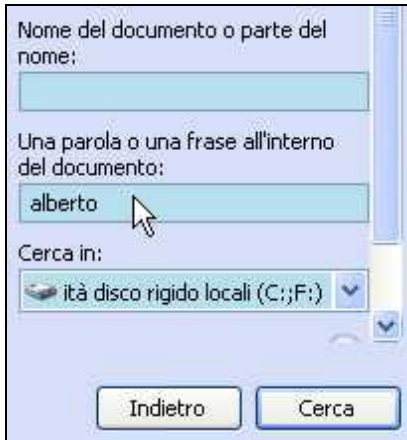 Nome del documento o parte del
nome:
Una parola o una frase all'interno
del documento:
alberto
Cerca in:
ità disco rigido locali (C:;F:)
Indietro
Cerca